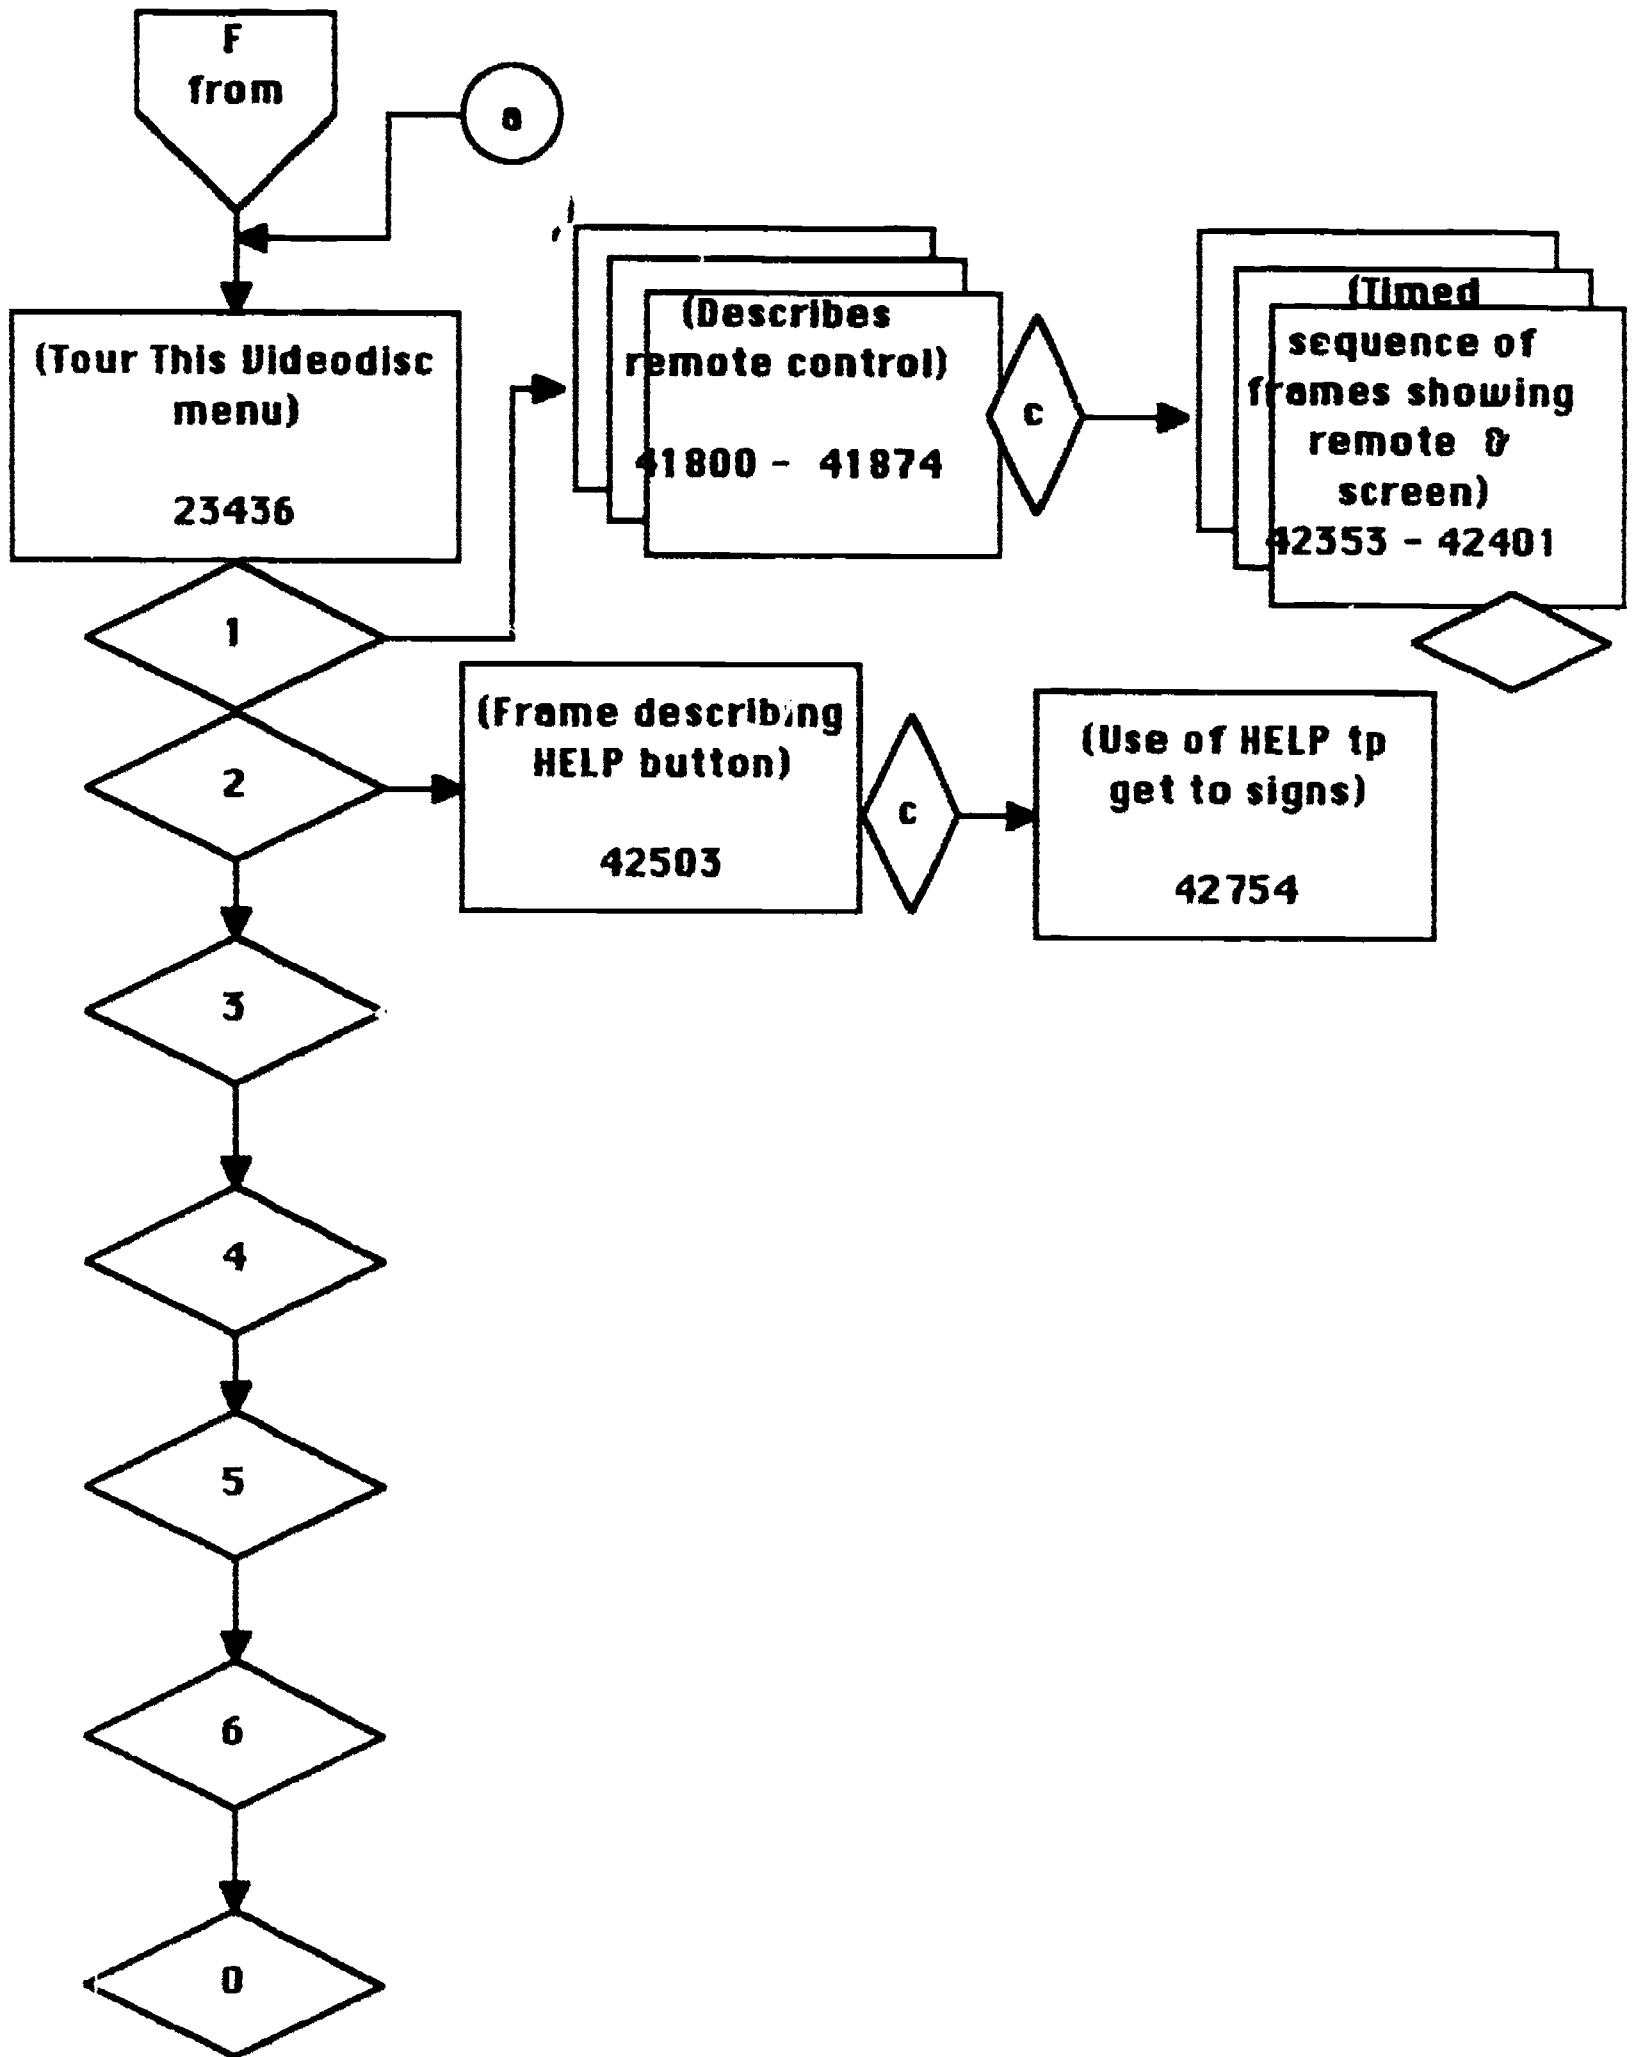 F
from
a
(Tour This Videodisc
menu)
23436
(Describes
remote control)
41800 - 41874
c
(Timed
sequence of
frames showing
remote &
screen)
42353 - 42401
1
2
(Frame describing
HELP button)
42503
c
(Use of HELP tp
get to signs)
42754
3
4
5
6
0